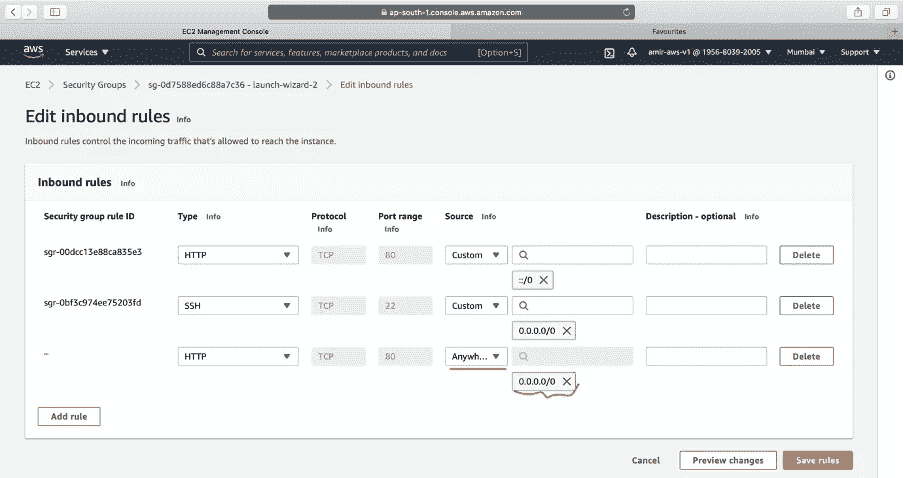 ap-south-1.console.aws.amazon.com
EC2 Management Console
Favourites
aws
Services
Search for services, features, marketplace products, and docs
[Option+S]
amir-aws-v1 @ 1956-8039-2005
Mumbai
Support
EC2 > Security Groups > sg-0d7588ed6c88a7c36 - launch-wizard-2 > Edit inbound rules
Edit inbound rules Info
Inbound rules control the incoming traffic that's allowed to reach the instance.
Inbound rules Info
Security group rule ID Type Info Protocol Info Port range Info Source Info Description - optional Info
sgr-00dcc13e88ca835e3 HTTP TCP 80 Custom Delete
::/0
sgr-0bf3c974ee75203fd SSH TCP 22 Custom Delete
0.0.0.0/0
– HTTP TCP 80 Anywh... Delete
0.0.0.0/0
Add rule
Cancel Preview changes Save rules